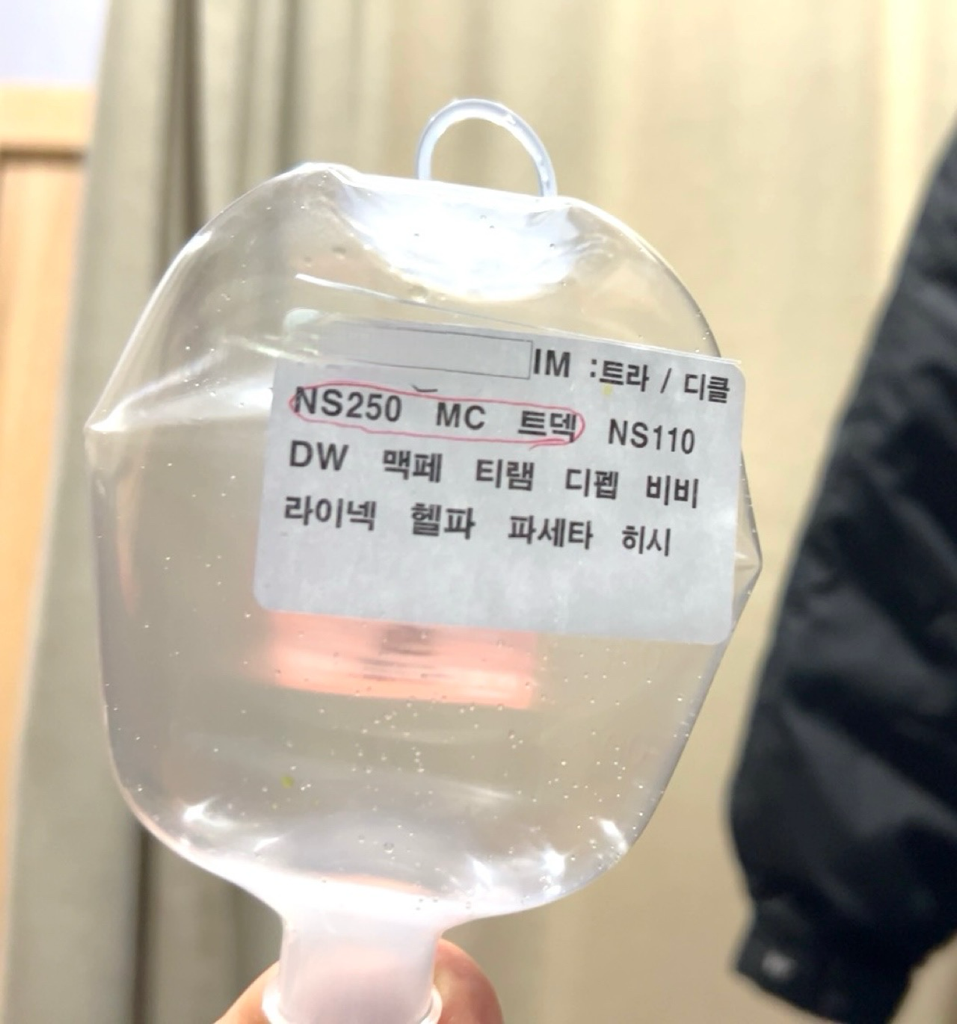 IM :트라 / 디클
NS250 MC 트덱 NS110
DW 맥페 티램 디펩 비비
라이넥 헬파 파세타 히시